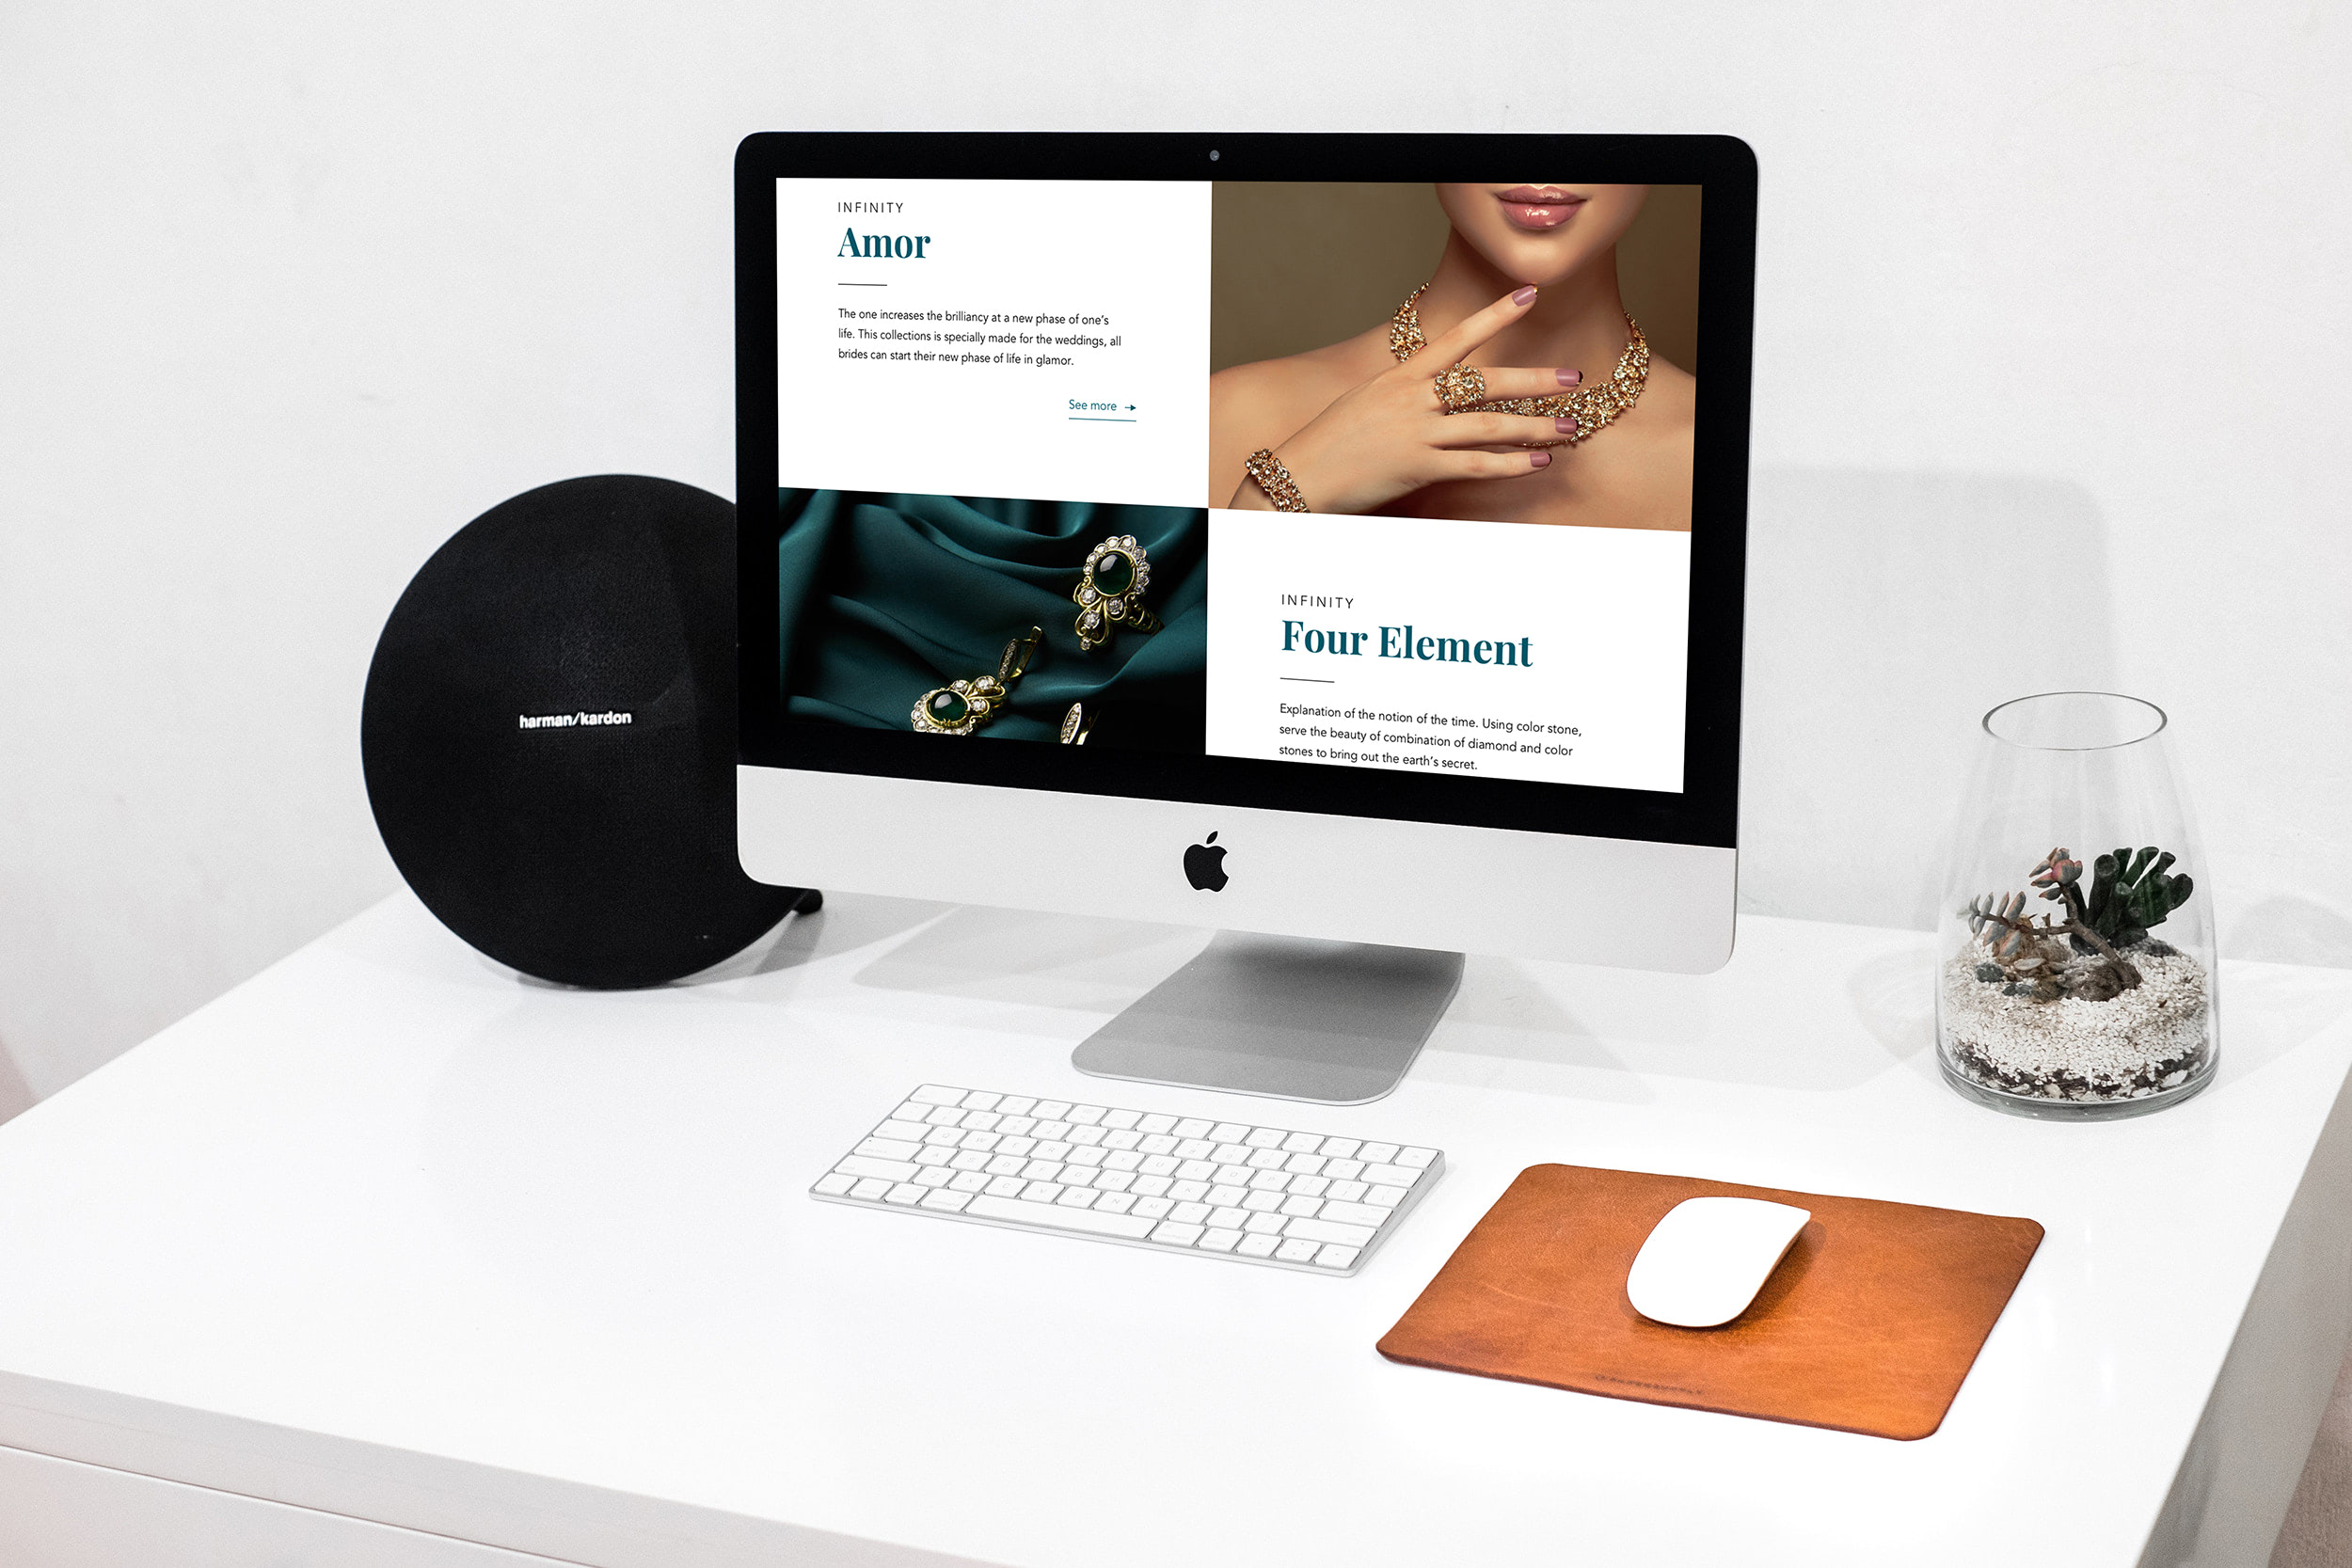 INFINITY
Amor
The one increases the brilliancy at a new phase of one's
life. This collections is specially made for the weddings, all
brides can start their new phase of life in glamor.
See more
INFINITY
Four Element
Explanation of the notion of the time. Using color stone,
serve the beauty of combination of diamond and color
stones to bring out the earth's secret.
harman/kardon